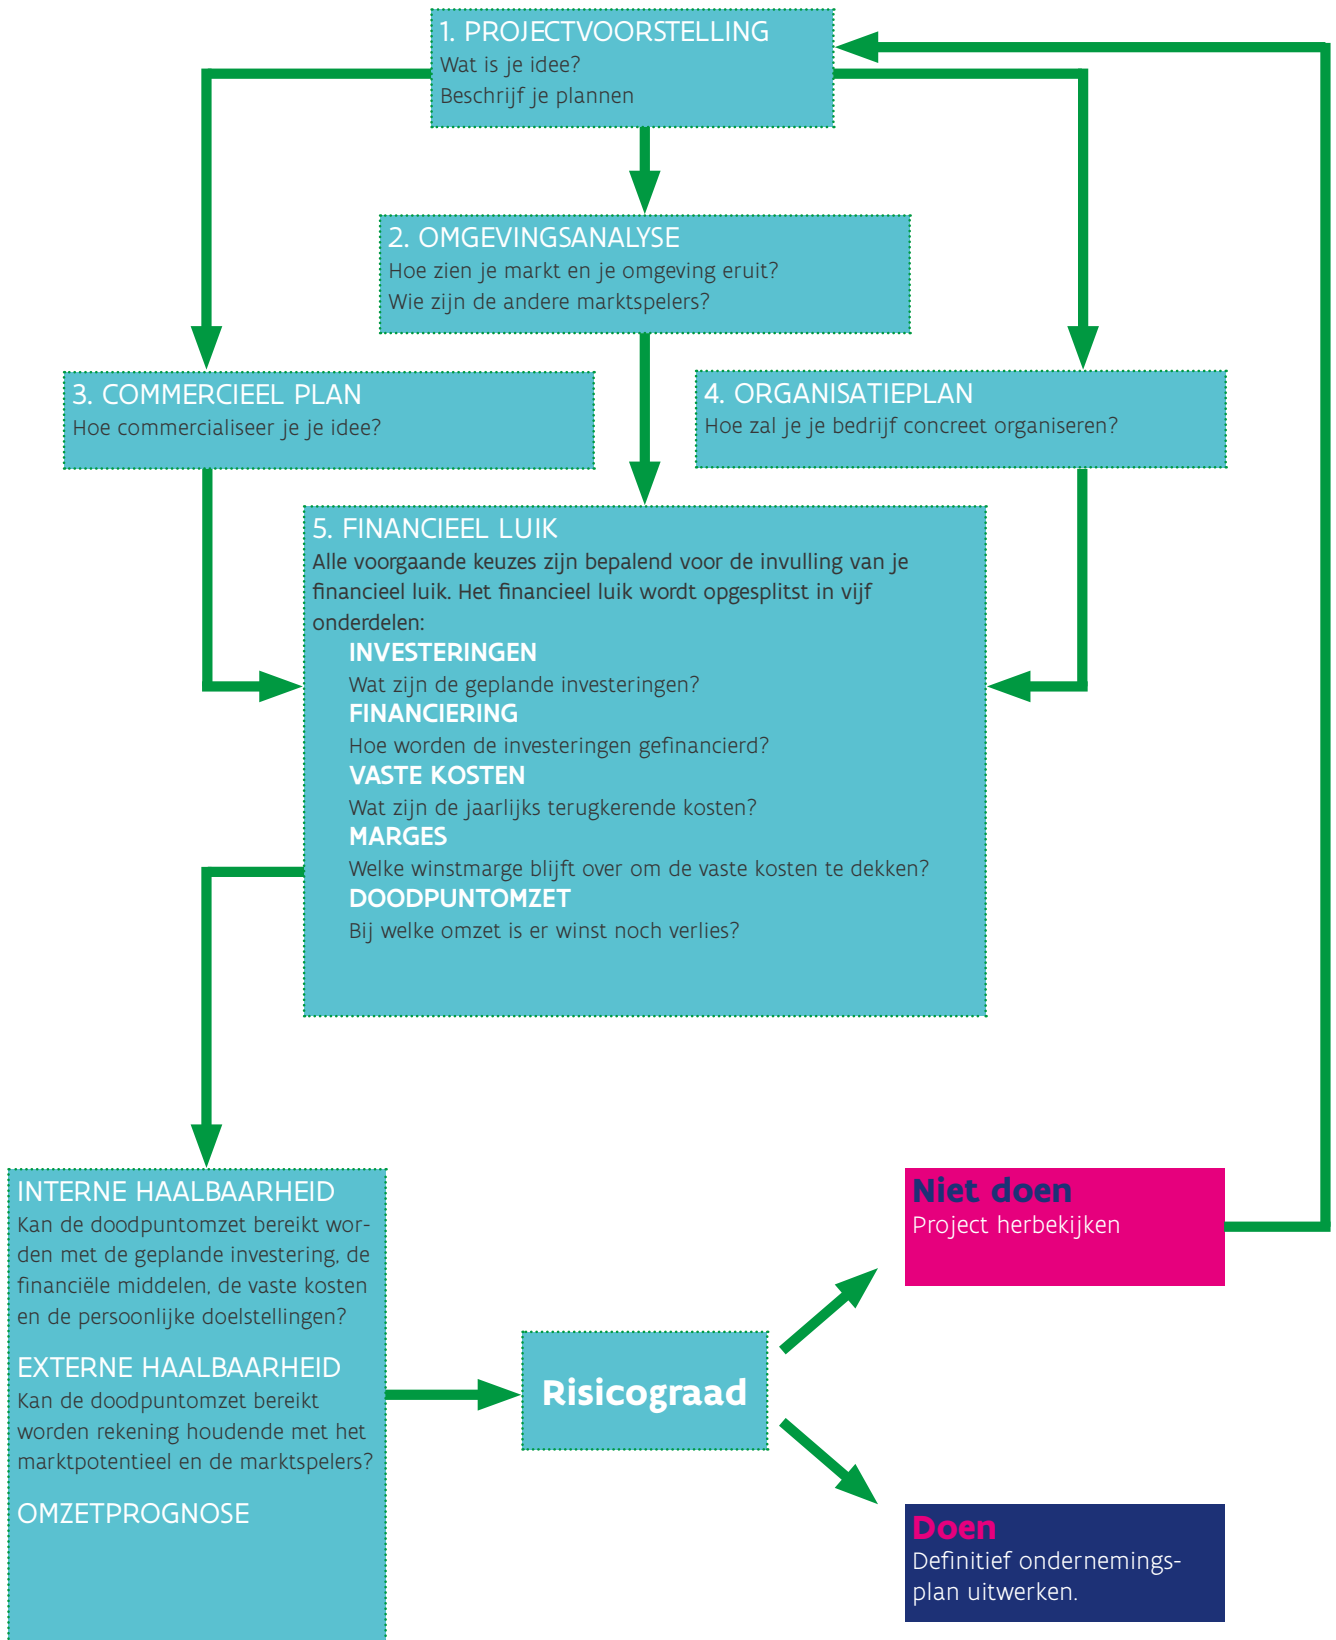 1. PROJECTVOORSTELLING
Wat is je idee?
Beschrijf je plannen
2. OMGEVINGSANALYSE
Hoe zien je markt en je omgeving eruit?
Wie zijn de andere marktspelers?
3. COMMERCIEEL PLAN
Hoe commercialiseer je je idee?
4. ORGANISATIEPLAN
Hoe zal je je bedrijf concreet organiseren?
5. FINANCIEEL LUIK
Alle voorgaande keuzes zijn bepalend voor de invulling van je
financieel luik. Het financieel luik wordt opgesplitst in vijf
onderdelen:
INVESTERINGEN
Wat zijn de geplande investeringen?
FINANCIERING
Hoe worden de investeringen gefinancierd?
VASTE KOSTEN
Wat zijn de jaarlijks terugkerende kosten?
MARGES
Welke winstmarge blijft over om de vaste kosten te dekken?
DOODPUNTOMZET
Bij welke omzet is er winst noch verlies?
INTERNE HAALBAARHEID
Kan de doodpuntomzet bereikt wor-
den met de geplande investering, de
financiële middelen, de vaste kosten
en de persoonlijke doelstellingen?
EXTERNE HAALBAARHEID
Kan de doodpuntomzet bereikt
worden rekening houdende met het
marktpotentieel en de marktspelers?
OMZETPROGNOSE
Risicograad
Niet doen
Project herbekijken
Doen
Definitief ondernemings-
plan uitwerken.